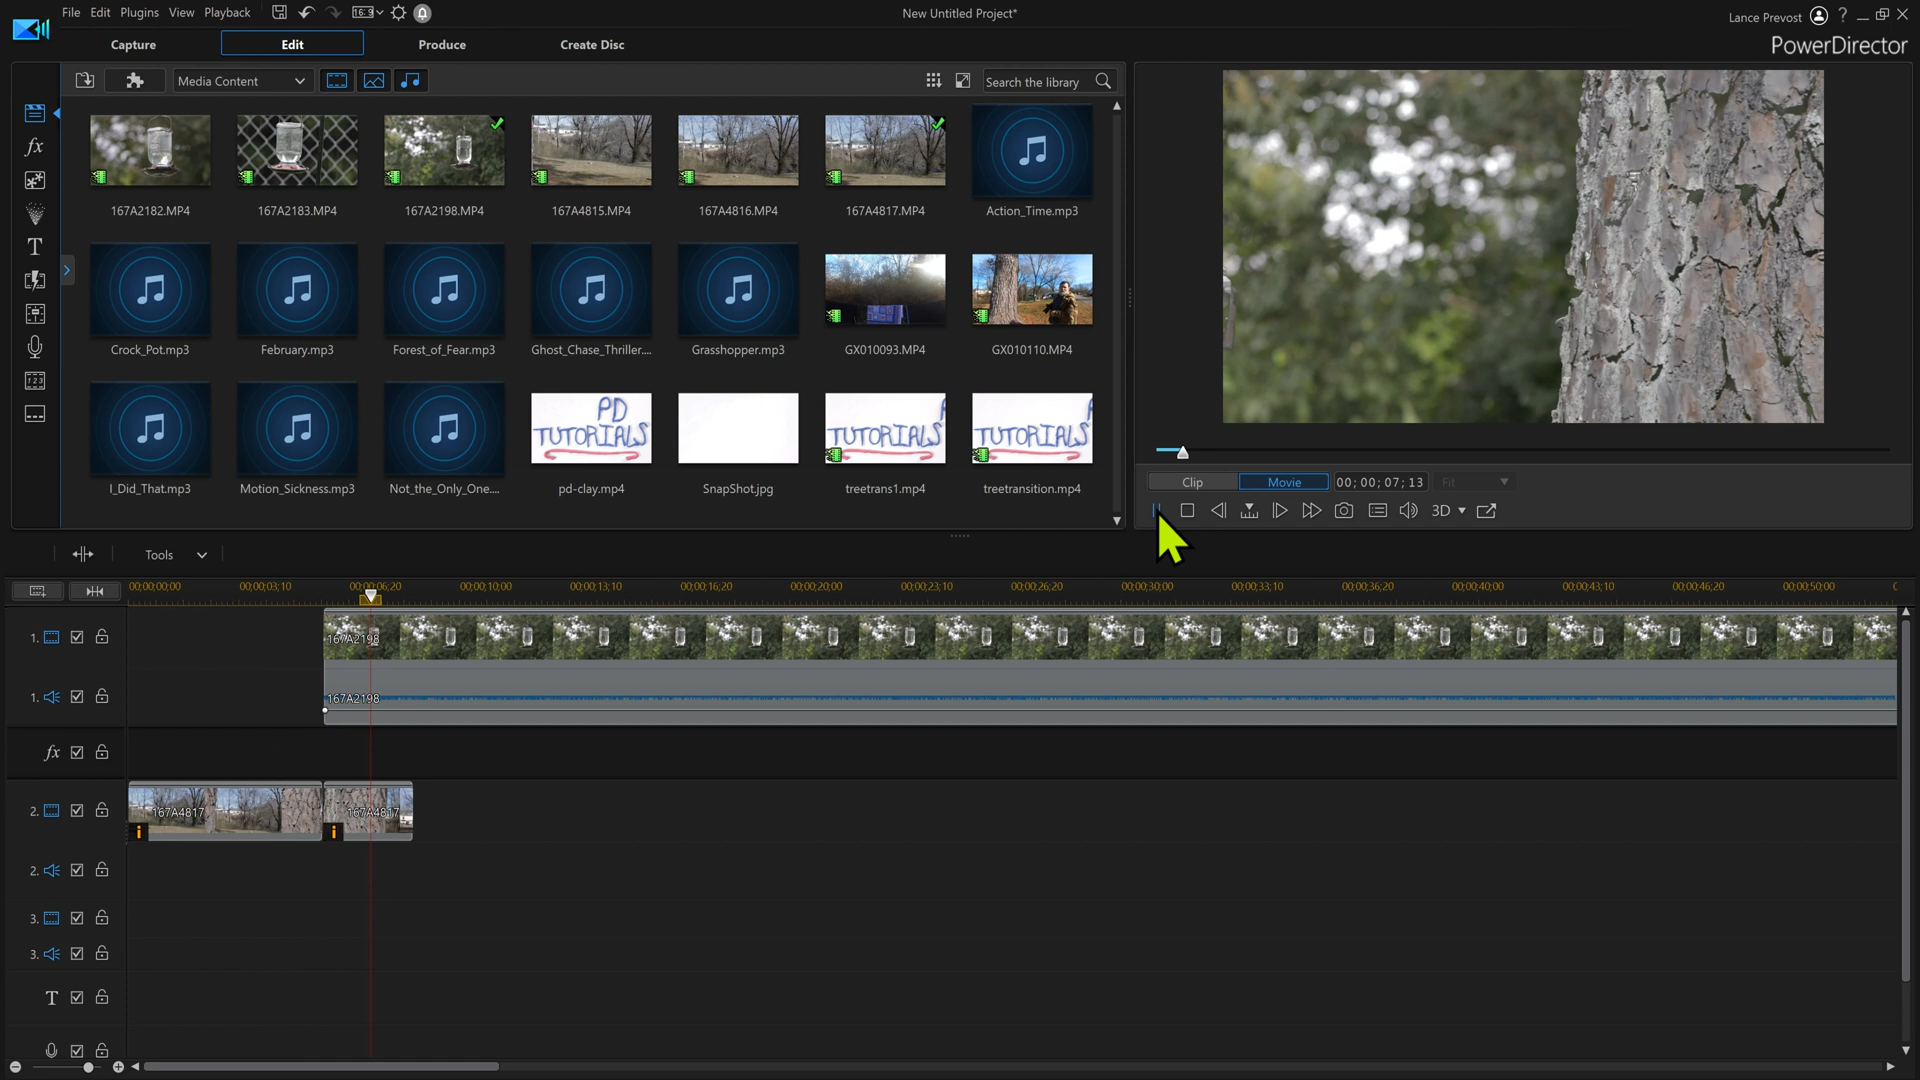 File Edit Plugins View Playback
16:9
New Untitled Project*
Lance Prevost
?
Capture
Edit
Produce
Create Disc
PowerDirector
Media Content
Search the library
167A2182.MP4
167A2183.MP4
167A2198.MP4
167A4815.MP4
167A4816.MP4
167A4817.MP4
Action_Time.mp3
Crock_Pot.mp3
February.mp3
Forest_of_Fear.mp3
Ghost_Chase_Thriller....
Grasshopper.mp3
GX010093.MP4
GX010110.MP4
PD
TUTORIALS
TUTORIALS
TUTORIALS
I_Did_That.mp3
Motion_Sickness.mp3
Not_the_Only_One....
pd-clay.mp4
SnapShot.jpg
treetrans1.mp4
treetransition.mp4
fx
T
1 2 3
Clip
Movie
00; 00; 07; 13
Fit
3D
Tools
00;00;00;00
00;00;03;10
00;00;06;20
00;00;10;00
00;00;13;10
00;00;16;20
00;00;20;00
00;00;23;10
00;00;26;20
00;00;30;00
00;00;33;10
00;00;36;20
00;00;40;00
00;00;43;10
00;00;46;20
00;00;50;00
1.
167A2198
1.
167A2198
fx
2.
167A4817
167A4817
i
i
2.
3.
3.
T